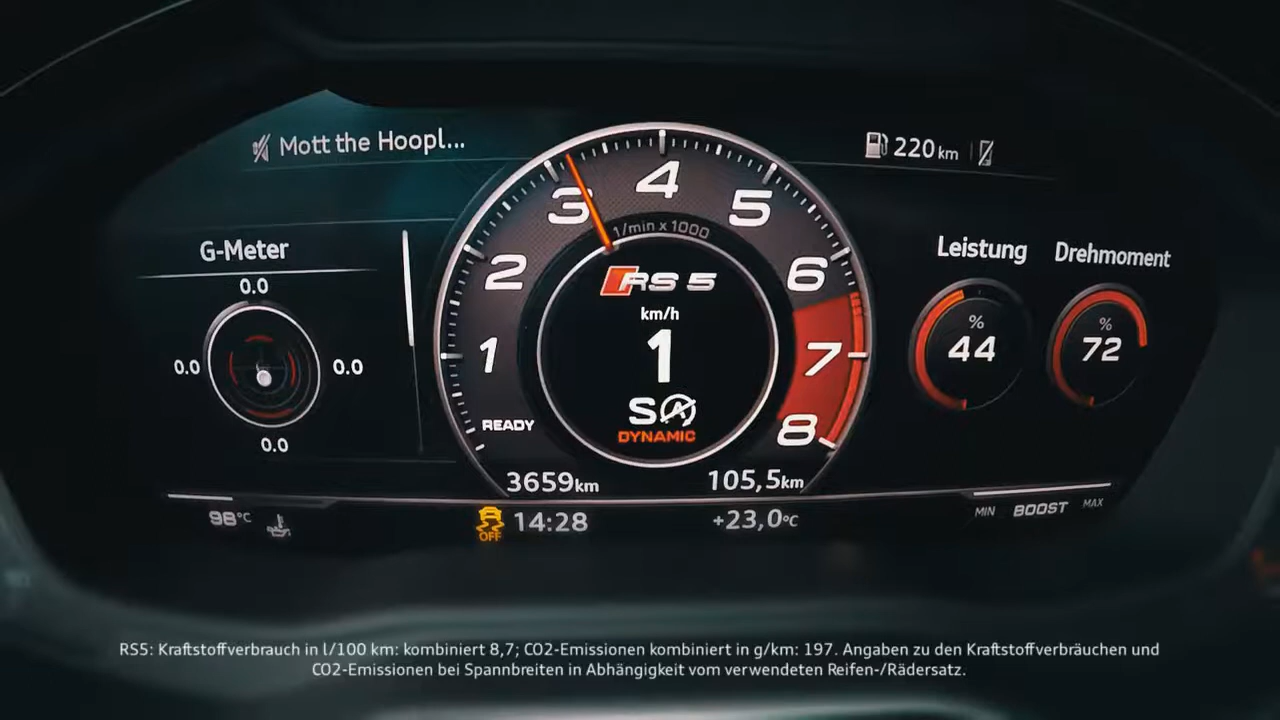 Mott the Hoopl...
220 km
G-Meter
0.0
0.0
0.0
0.0
1
2
3
4
5
6
7
8
1/min x 1000
RS 5
km/h
1
S A
DYNAMIC
READY
Leistung
%
44
Drehmoment
%
72
3659km
105,5km
98°C
OFF
14:28
+23,0°C
MIN
BOOST
MAX
RS5: Kraftstoffverbrauch in l/100 km: kombiniert 8,7; CO2-Emissionen kombiniert in g/km: 197. Angaben zu den Kraftstoffverbräuchen und
CO2-Emissionen bei Spannbreiten in Abhängigkeit vom verwendeten Reifen-/Rädersatz.